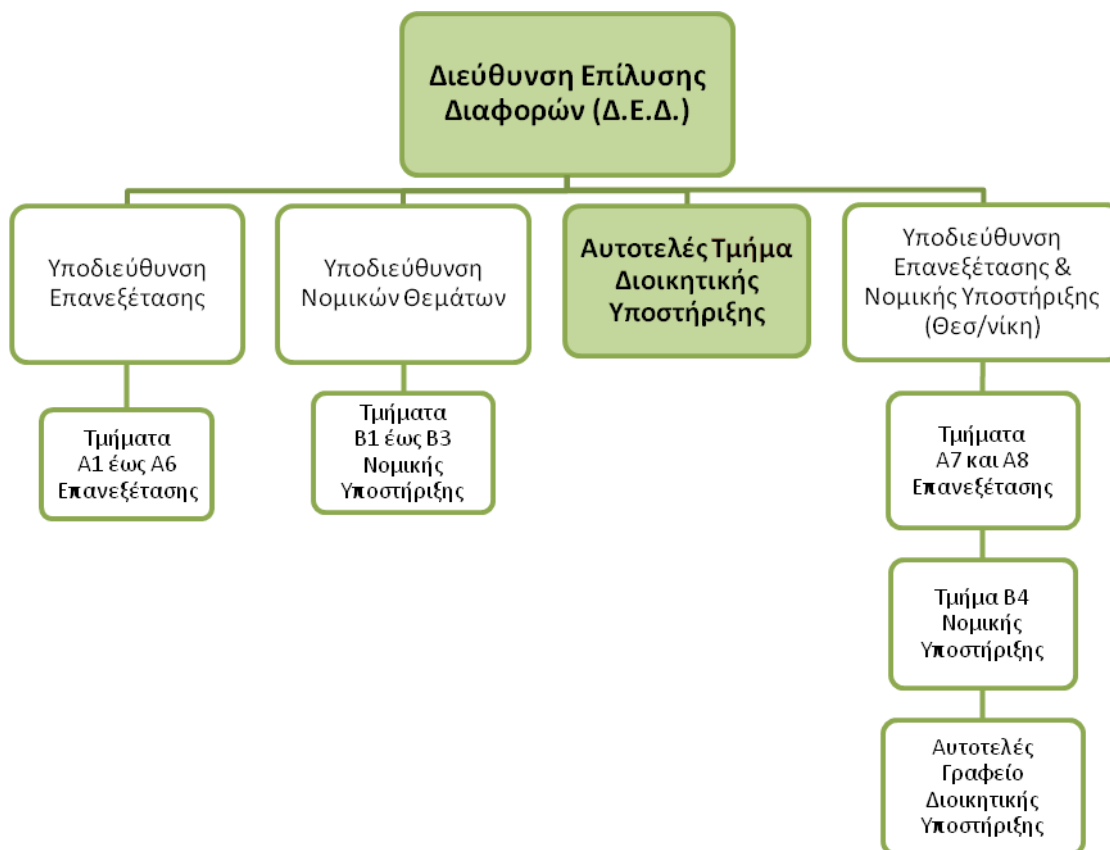 Διεύθυνση Επίλυσης
Διαφορών (Δ.Ε.Δ.)
Υποδιεύθυνση
Επανεξέτασης
Υποδιεύθυνση
Νομικών Θεμάτων
Αυτοτελές Τμήμα
Διοικητικής
Υποστήριξης
Υποδιεύθυνση
Επανεξέτασης &
Νομικής Υποστήριξης
(Θεσ/νίκη)
Τμήματα
Α1 έως Α6
Επανεξέτασης
Τμήματα
Β1 έως Β3
Νομικής
Υποστήριξης
Τμήματα
Α7 και Α8
Επανεξέτασης
Τμήμα Β4
Νομικής
Υποστήριξης
Αυτοτελές
Γραφείο
Διοικητικής
Υποστήριξης